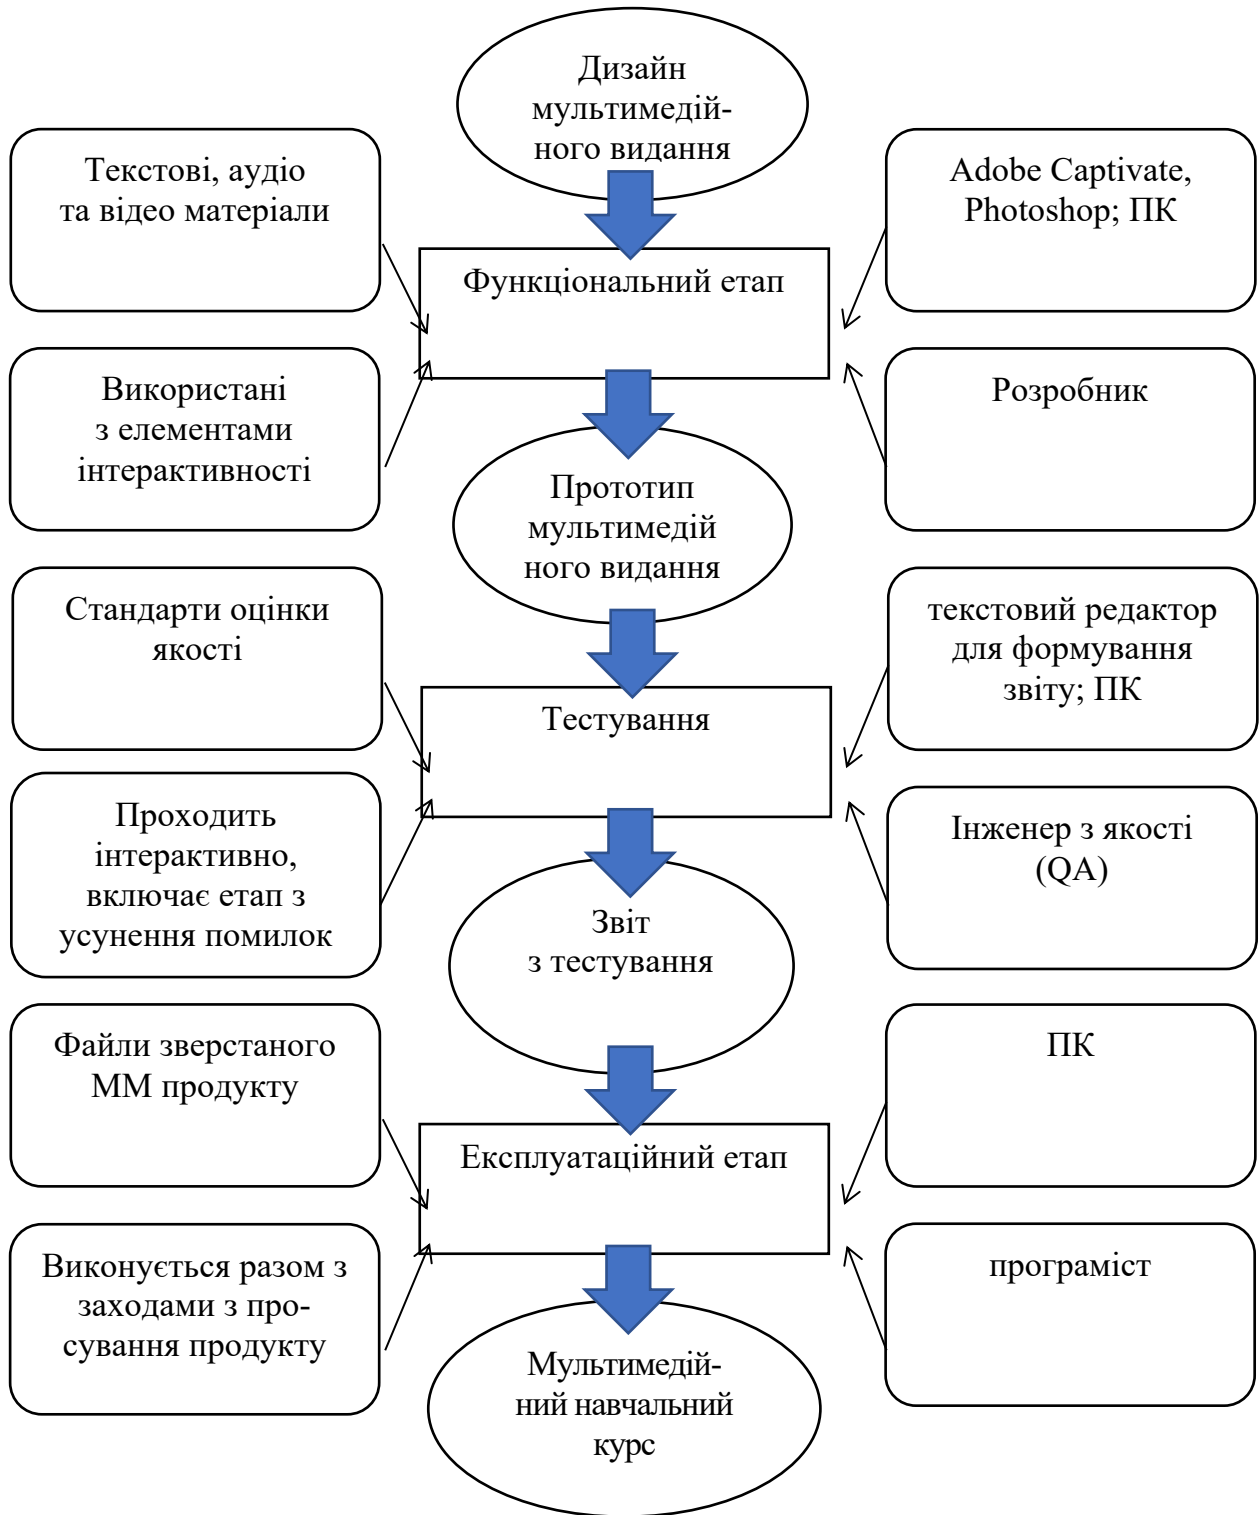 Дизайн
мультимедій-
ного видання
Текстові, аудіо
та відео матеріали
Adobe Captivate,
Photoshop; ПК
Функціональний етап
Використані
з елементами
інтерактивності
Розробник
Прототип
мультимедій
ного видання
Стандарти оцінки
якості
текстовий редактор
для формування
звіту; ПК
Тестування
Проходить
інтерактивно,
включає етап з
усунення помилок
Інженер з якості
(QA)
Звіт
з тестування
Файли зверстаного
ММ продукту
ПК
Експлуатаційний етап
Виконується разом з
заходами з про-
сування продукту
програміст
Мультимедій-
ний навчальний
курс